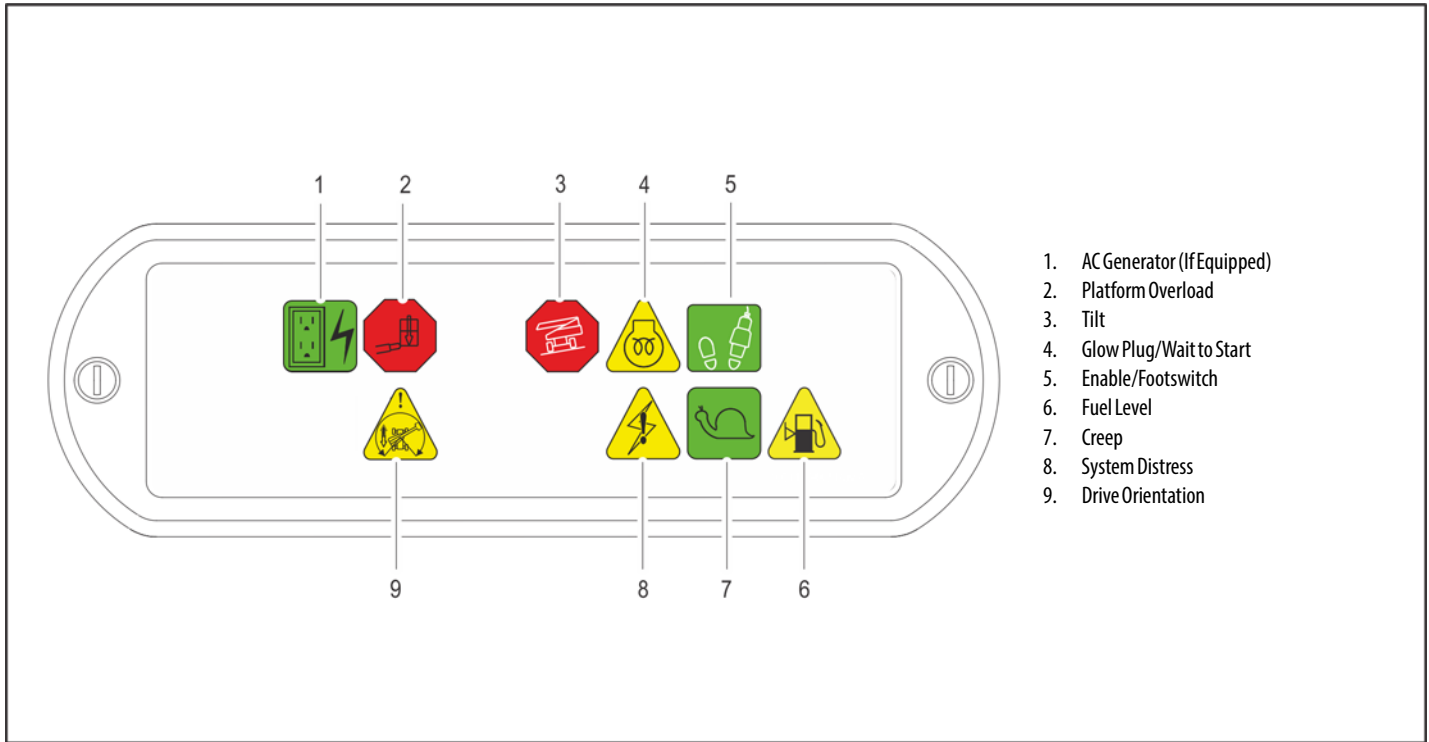 1 2 3 4 5
9 8 7 6
1. AC Generator (If Equipped)
2. Platform Overload
3. Tilt
4. Glow Plug/Wait to Start
5. Enable/Footswitch
6. Fuel Level
7. Creep
8. System Distress
9. Drive Orientation